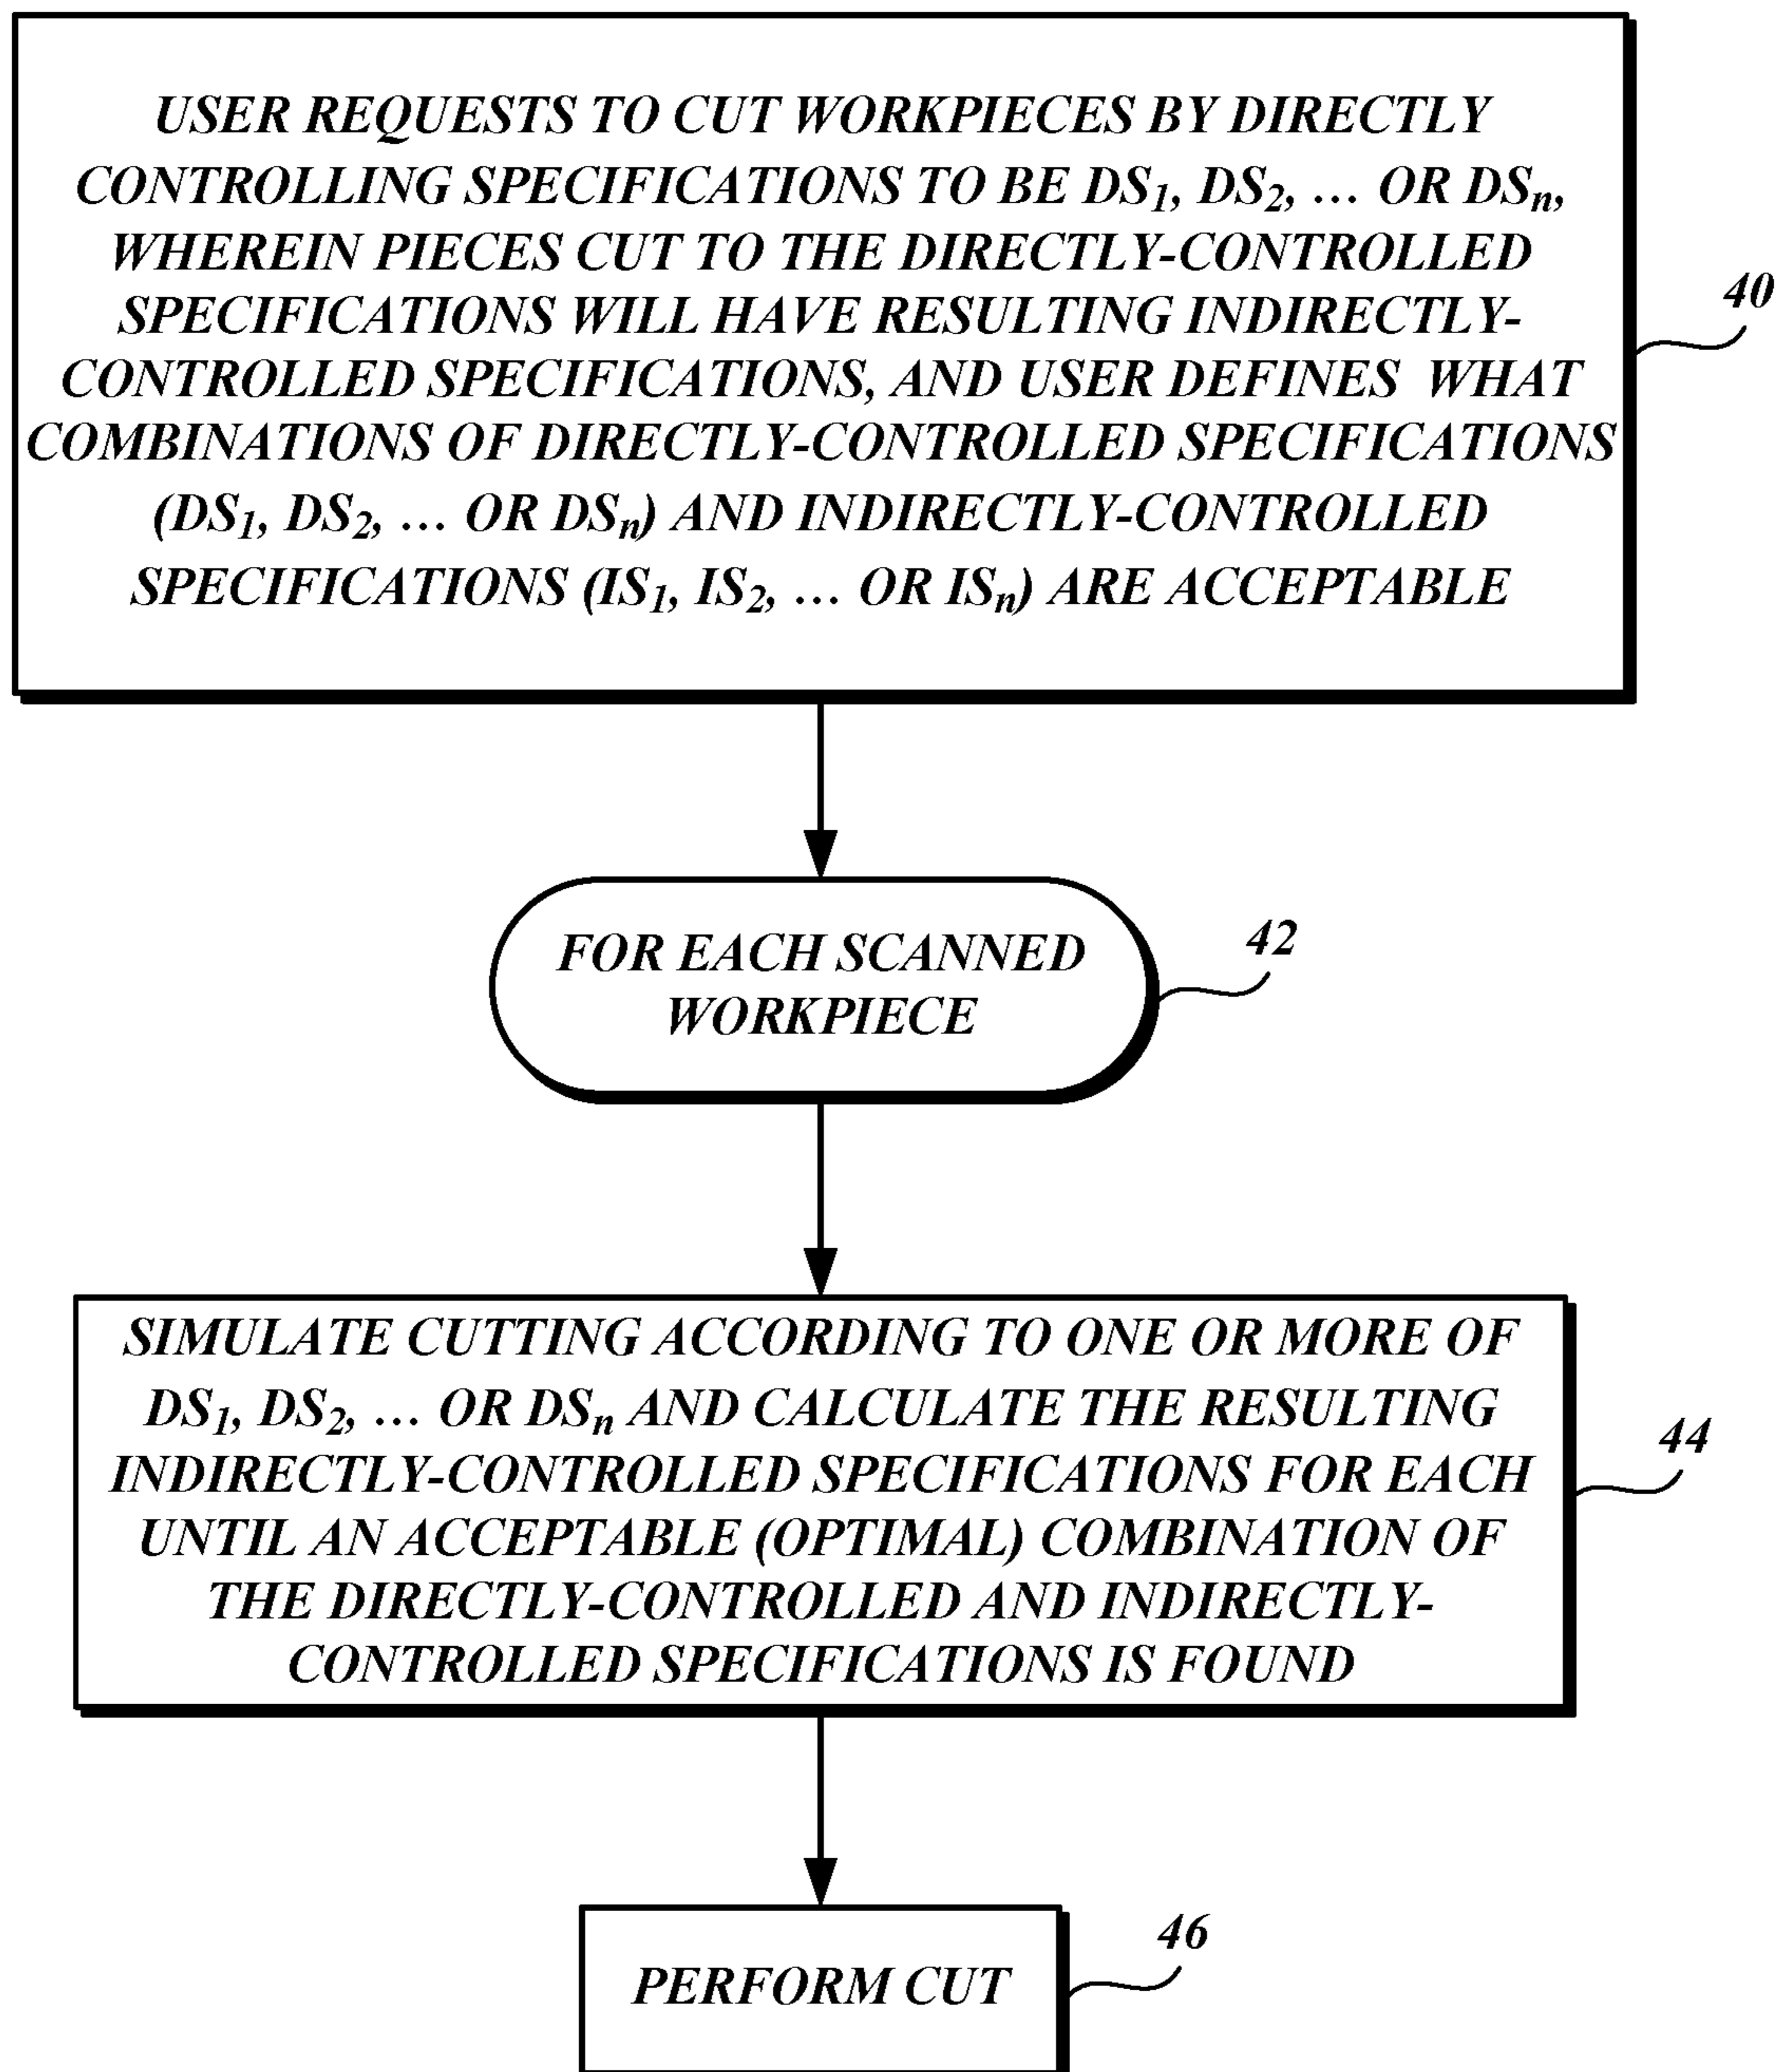 USER REQUESTS TO CUT WORKPIECES BY DIRECTLY
CONTROLLING SPECIFICATIONS TO BE DS₁, DS₂, … OR DSₙ,
WHEREIN PIECES CUT TO THE DIRECTLY-CONTROLLED
SPECIFICATIONS WILL HAVE RESULTING INDIRECTLY-
CONTROLLED SPECIFICATIONS, AND USER DEFINES WHAT
COMBINATIONS OF DIRECTLY-CONTROLLED SPECIFICATIONS
(DS₁, DS₂, … OR DSₙ) AND INDIRECTLY-CONTROLLED
SPECIFICATIONS (IS₁, IS₂, … OR ISₙ) ARE ACCEPTABLE
40
FOR EACH SCANNED
WORKPIECE
42
SIMULATE CUTTING ACCORDING TO ONE OR MORE OF
DS₁, DS₂, … OR DSₙ AND CALCULATE THE RESULTING
INDIRECTLY-CONTROLLED SPECIFICATIONS FOR EACH
UNTIL AN ACCEPTABLE (OPTIMAL) COMBINATION OF
THE DIRECTLY-CONTROLLED AND INDIRECTLY-
CONTROLLED SPECIFICATIONS IS FOUND
44
PERFORM CUT
46